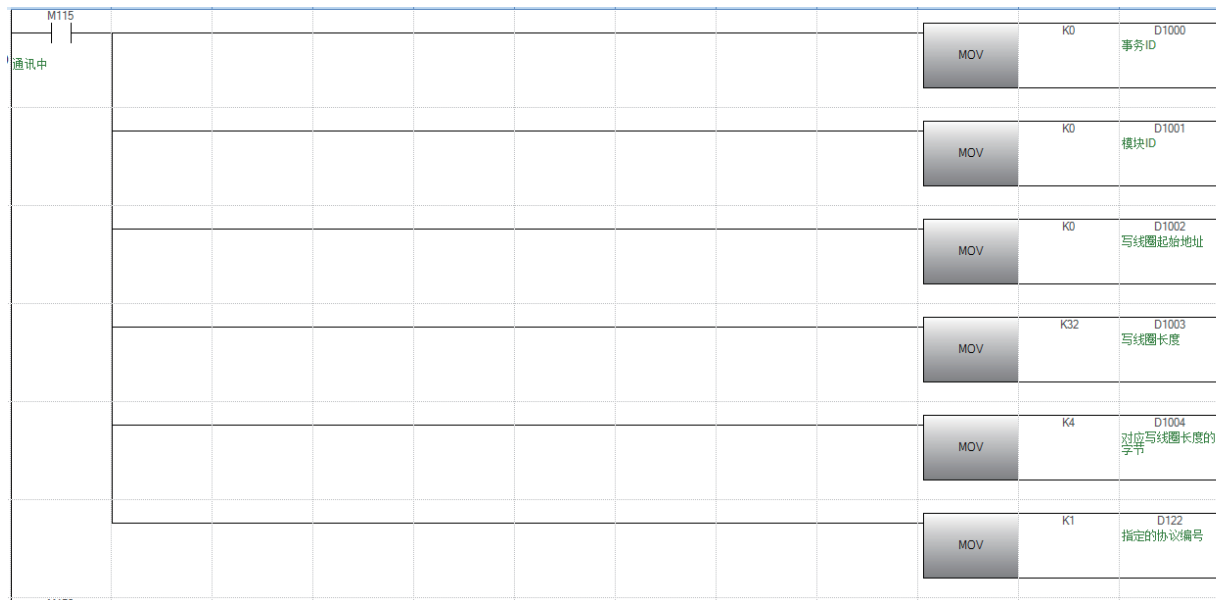 M115
通讯中
MOV K0 D1000
事务ID
MOV K0 D1001
模块ID
MOV K0 D1002
写线圈起始地址
MOV K32 D1003
写线圈长度
MOV K4 D1004
对应写线圈长度的
字节
MOV K1 D122
指定的协议编号